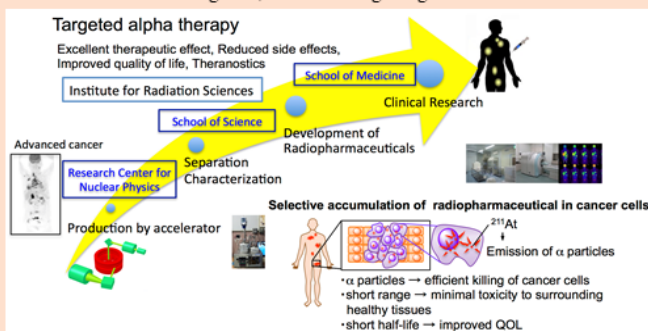 Targeted alpha therapy
Excellent therapeutic effect, Reduced side effects,
Improved quality of life, Theranostics
Institute for Radiation Sciences
School of Medicine
Clinical Research
School of Science
Development of
Radiopharmaceuticals
Advanced cancer
Separation
Characterization
Research Center for
Nuclear Physics
Production by accelerator
Selective accumulation of radiopharmaceutical in cancer cells
²¹¹At
Emission of α particles
・α particles → efficient killing of cancer cells
・short range → minimal toxicity to surrounding
healthy tissues
・short half-life → improved QOL